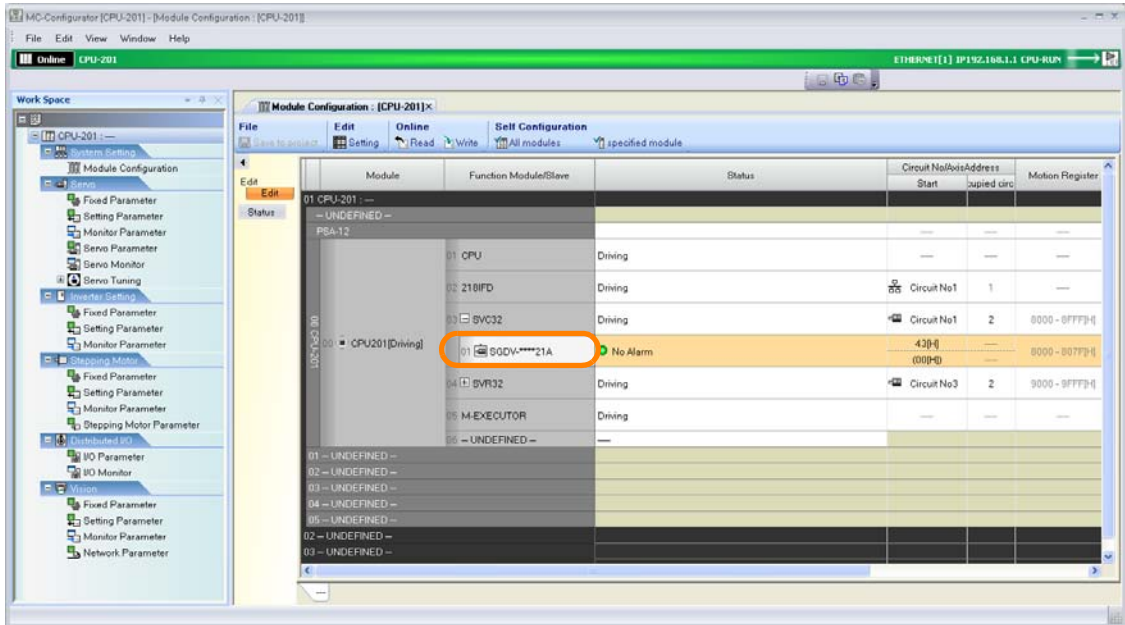 MC-Configurator [CPU-201] - [Module Configuration : [CPU-201]]
File Edit View Window Help
Online CPU-201 ETHERNET[1] IP192.168.1.1 CPU-RUN
Work Space
Module Configuration : [CPU-201]×
File Edit Online Self Configuration
Save to project Setting Read Write All modules specified module
CPU-201 : ---
System Setting
Module Configuration
Servo
Fixed Parameter
Setting Parameter
Monitor Parameter
Servo Parameter
Servo Monitor
Servo Tuning
Inverter Setting
Fixed Parameter
Setting Parameter
Monitor Parameter
Stepping Motor
Fixed Parameter
Setting Parameter
Monitor Parameter
Stepping Motor Parameter
Distributed I/O
I/O Parameter
I/O Monitor
Vision
Fixed Parameter
Setting Parameter
Monitor Parameter
Network Parameter
Edit
Edit
Status
Module Function Module/Slave Status Circuit No/AxisAddress Motion Register
Start cupied circ
01 CPU-201 : ---
-- UNDEFINED --
PSA-12 --- --- ---
00 CPU-201
00 CPU201[Driving]
01 CPU Driving --- --- ---
02 218IFD Driving Circuit No1 1 ---
03 SVC32 Driving Circuit No1 2 8000 - 8FFF[H]
01 SGDV-****21A No Alarm 43[H] --- 8000 - 807F[H]
(00[H]) ---
04 SVR32 Driving Circuit No3 2 9000 - 9FFF[H]
05 M-EXECUTOR Driving --- --- ---
06 -- UNDEFINED -- ---
01 -- UNDEFINED --
02 -- UNDEFINED --
03 -- UNDEFINED --
04 -- UNDEFINED --
05 -- UNDEFINED --
02 -- UNDEFINED --
03 -- UNDEFINED --
---